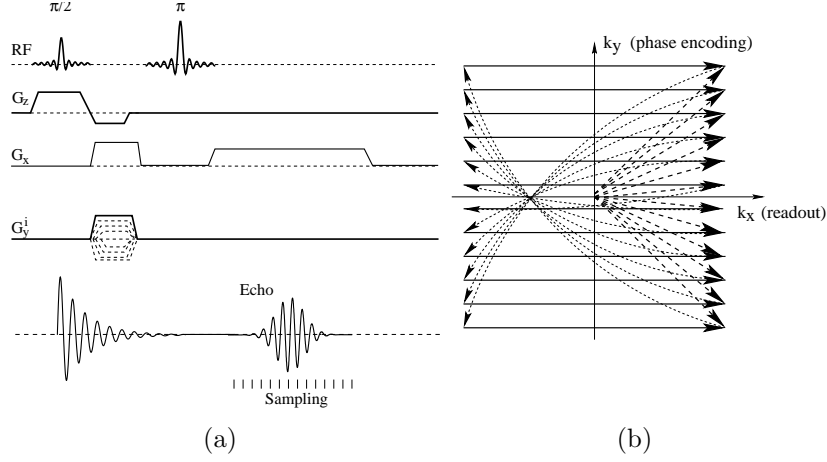 π/2
π
RF
G_z
G_x
G_y^i
Echo
Sampling
(a)
k_y (phase encoding)
k_x (readout)
(b)